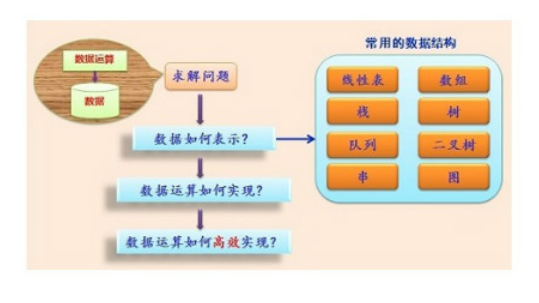 数据运算
数据
求解问题
数据如何表示?
数据运算如何实现?
数据运算如何高效实现?
常用的数据结构
线性表
数组
栈
树
队列
二叉树
串
图